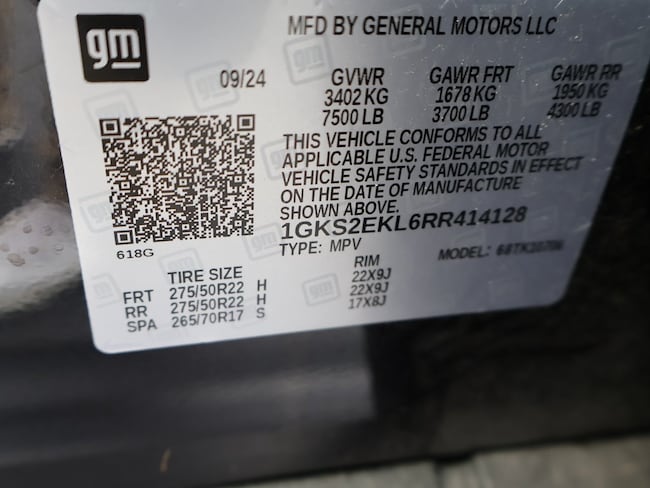 gm
MFD BY GENERAL MOTORS LLC
09/24 GVWR GAWR FRT GAWR RR
3402 KG 1678 KG 1950 KG
7500 LB 3700 LB 4300 LB
THIS VEHICLE CONFORMS TO ALL
APPLICABLE U.S. FEDERAL MOTOR
VEHICLE SAFETY STANDARDS IN EFFECT
ON THE DATE OF MANUFACTURE
SHOWN ABOVE.
1GKS2EKL6RR414128
618G TYPE: MPV MODEL:
TIRE SIZE RIM
FRT 275/50R22 H 22X9J
RR 275/50R22 H 22X9J
SPA 265/70R17 S 17X8J